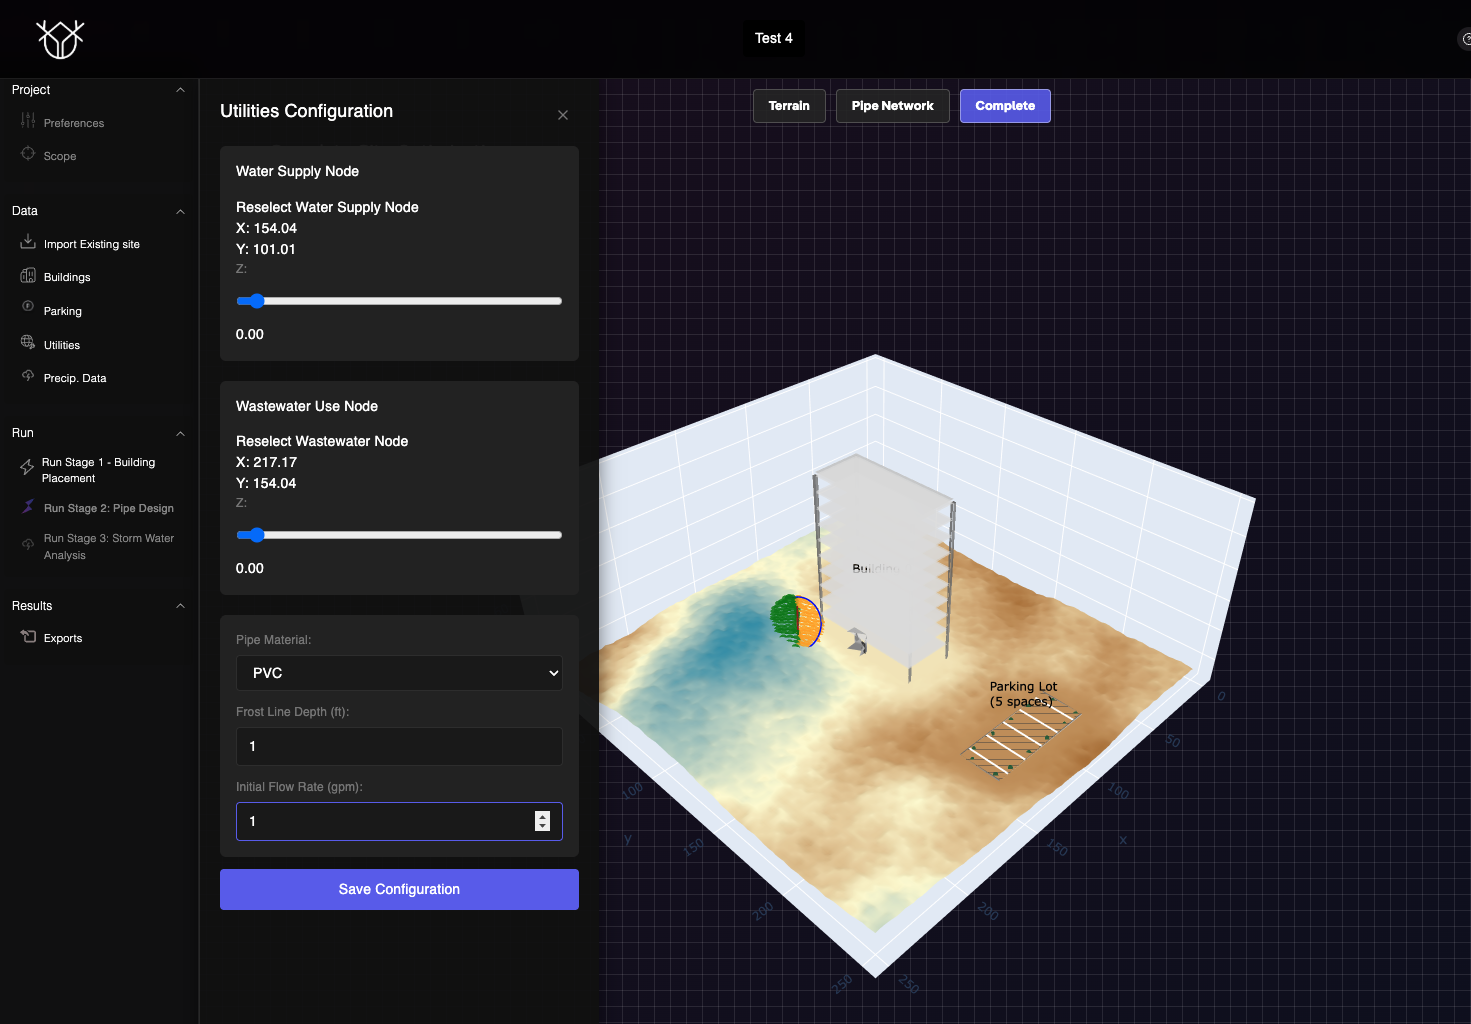 Test 4
Project
Preferences
Scope
Data
Import Existing site
Buildings
Parking
Utilities
Precip. Data
Run
Run Stage 1 - Building
Placement
Run Stage 2: Pipe Design
Run Stage 3: Storm Water
Analysis
Results
Exports
Utilities Configuration
Water Supply Node
Reselect Water Supply Node
X: 154.04
Y: 101.01
Z:
0.00
Wastewater Use Node
Reselect Wastewater Node
X: 217.17
Y: 154.04
Z:
0.00
Pipe Material:
PVC
Frost Line Depth (ft):
1
Initial Flow Rate (gpm):
1
Save Configuration
Terrain
Pipe Network
Complete
Building
Parking Lot
(5 spaces)
0
50
100
150
200
250
x
100
150
200
250
y